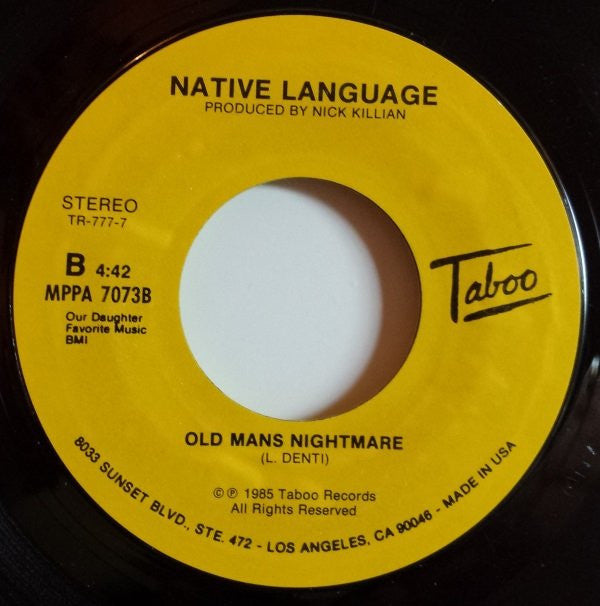 NATIVE LANGUAGE
PRODUCED BY NICK KILLIAN
STEREO
TR-777-7
B 4:42
MPPA 7073B
Our Daughter
Favorite Music
BMI
Taboo
OLD MANS NIGHTMARE
(L. DENTI)
©℗ 1985 Taboo Records
All Rights Reserved
8033 SUNSET BLVD., STE. 472 - LOS ANGELES, CA 90046 - MADE IN USA